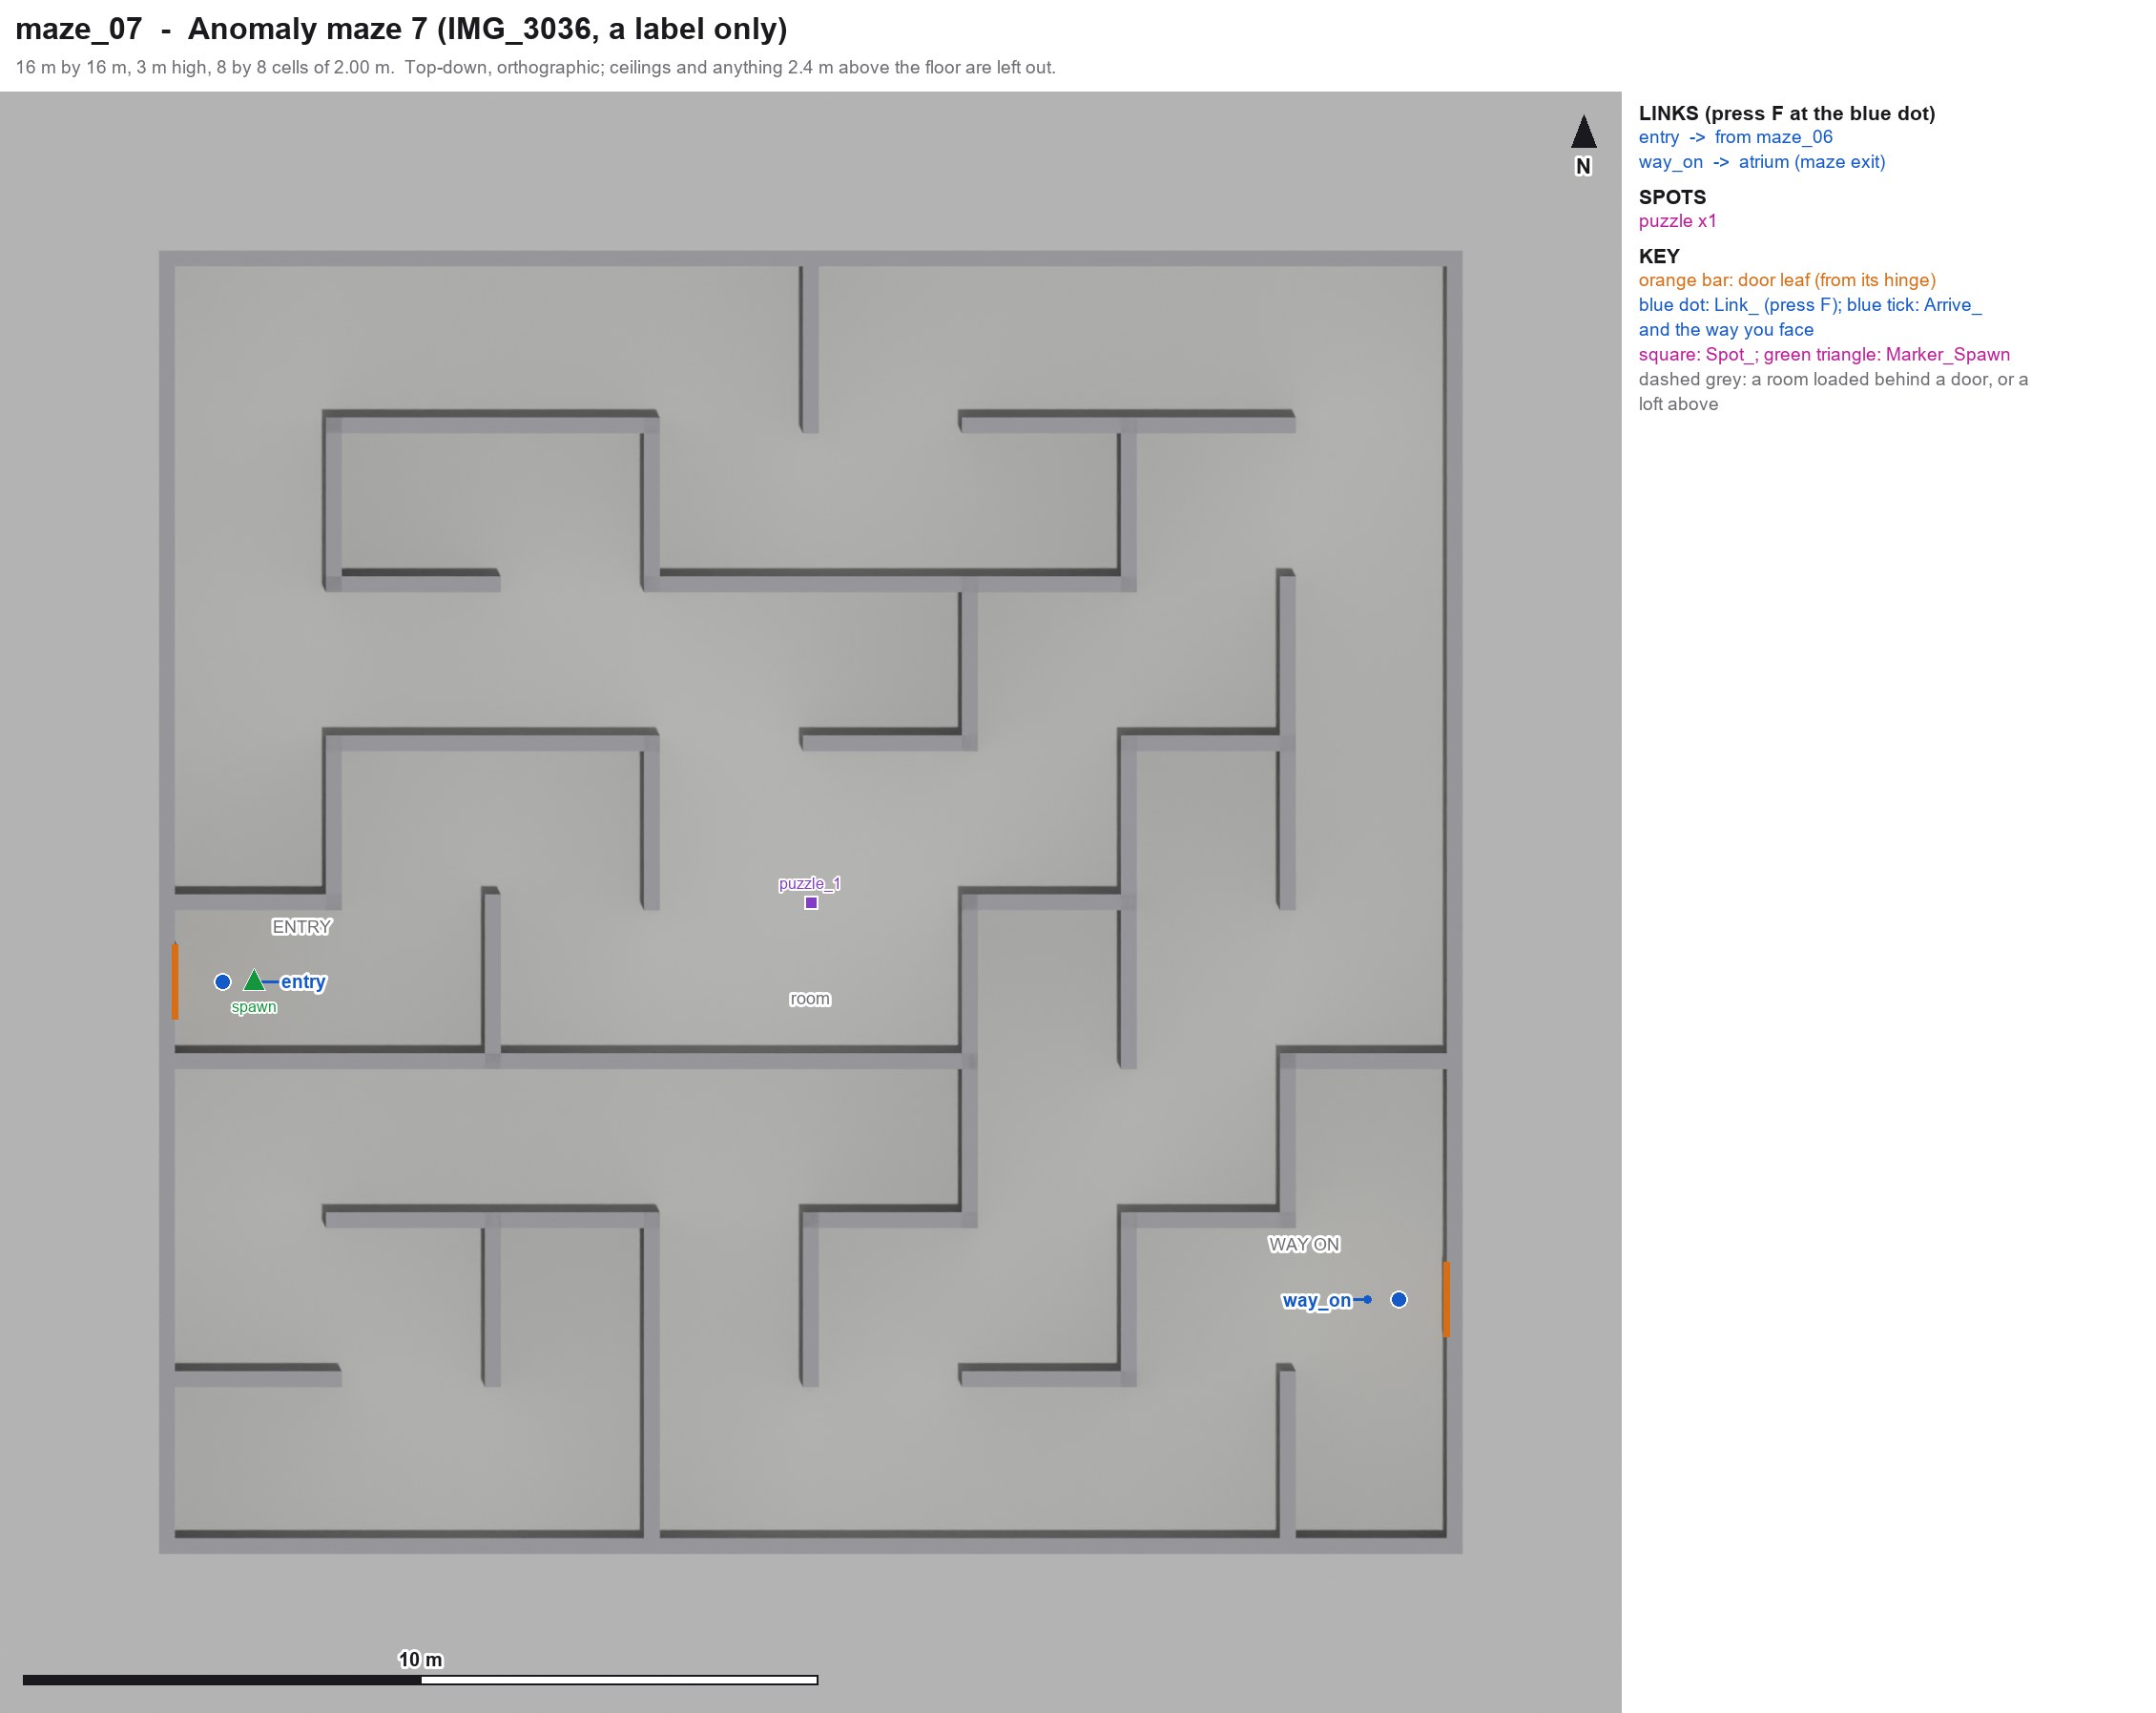 maze_07 - Anomaly maze 7 (IMG_3036, a label only)
16 m by 16 m, 3 m high, 8 by 8 cells of 2.00 m. Top-down, orthographic; ceilings and anything 2.4 m above the floor are left out.
N
LINKS (press F at the blue dot)
entry -> from maze_06
way_on -> atrium (maze exit)
SPOTS
puzzle x1
KEY
orange bar: door leaf (from its hinge)
blue dot: Link_ (press F); blue tick: Arrive_
and the way you face
square: Spot_; green triangle: Marker_Spawn
dashed grey: a room loaded behind a door, or a
loft above
puzzle_1
ENTRY
entry
spawn
room
WAY ON
way_on
10 m